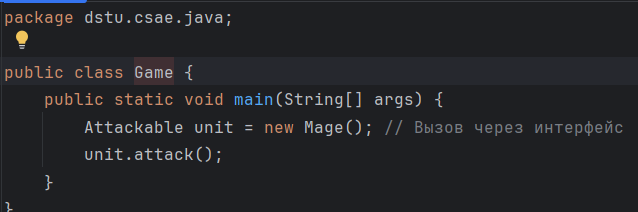 package dstu.csae.java;
public class Game {
public static void main(String[] args) {
Attackable unit = new Mage(); // Вызов через интерфейс
unit.attack();
}
}